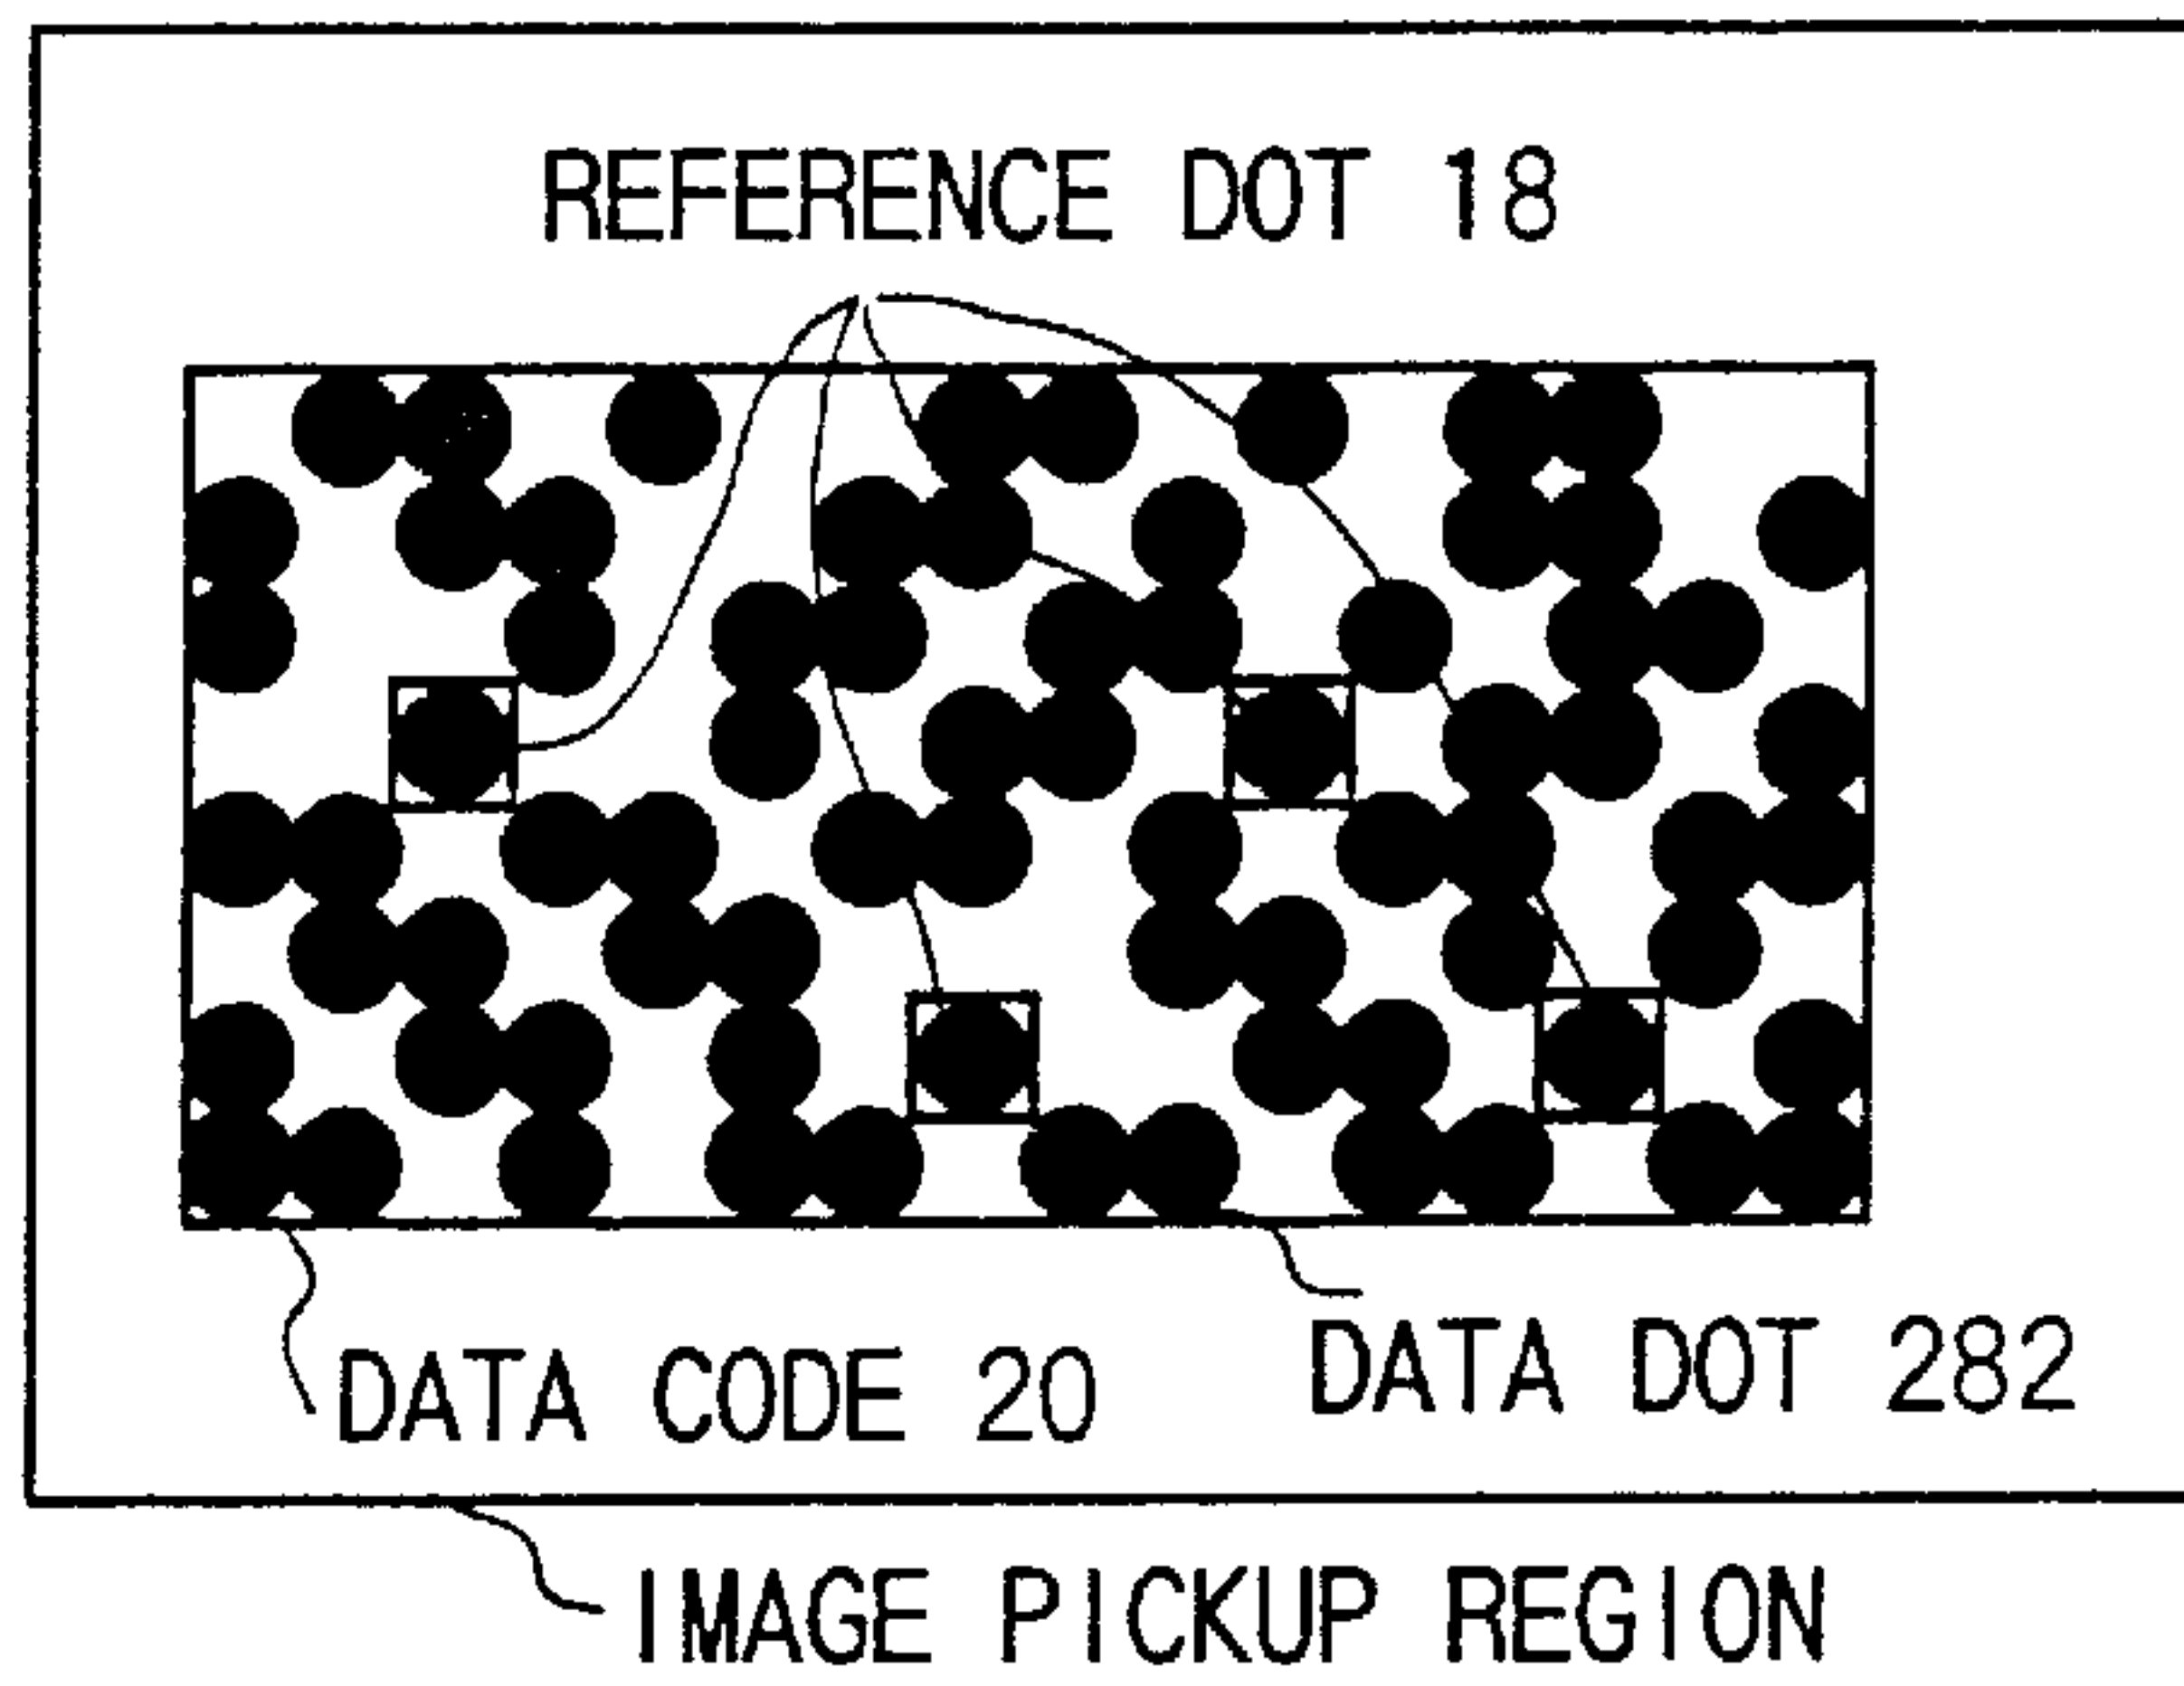 REFERENCE DOT 18
DATA CODE 20
DATA DOT 282
IMAGE PICKUP REGION